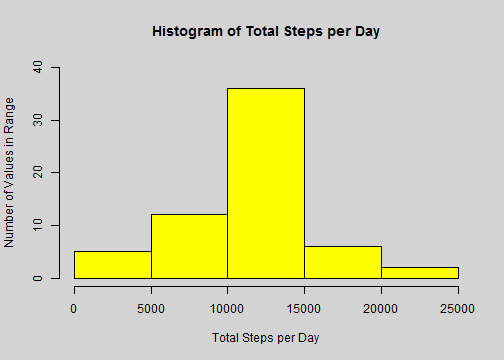 Histogram of Total Steps per Day
Number of Values in Range
40
30
20
10
0
0 5000 10000 15000 20000 25000
Total Steps per Day